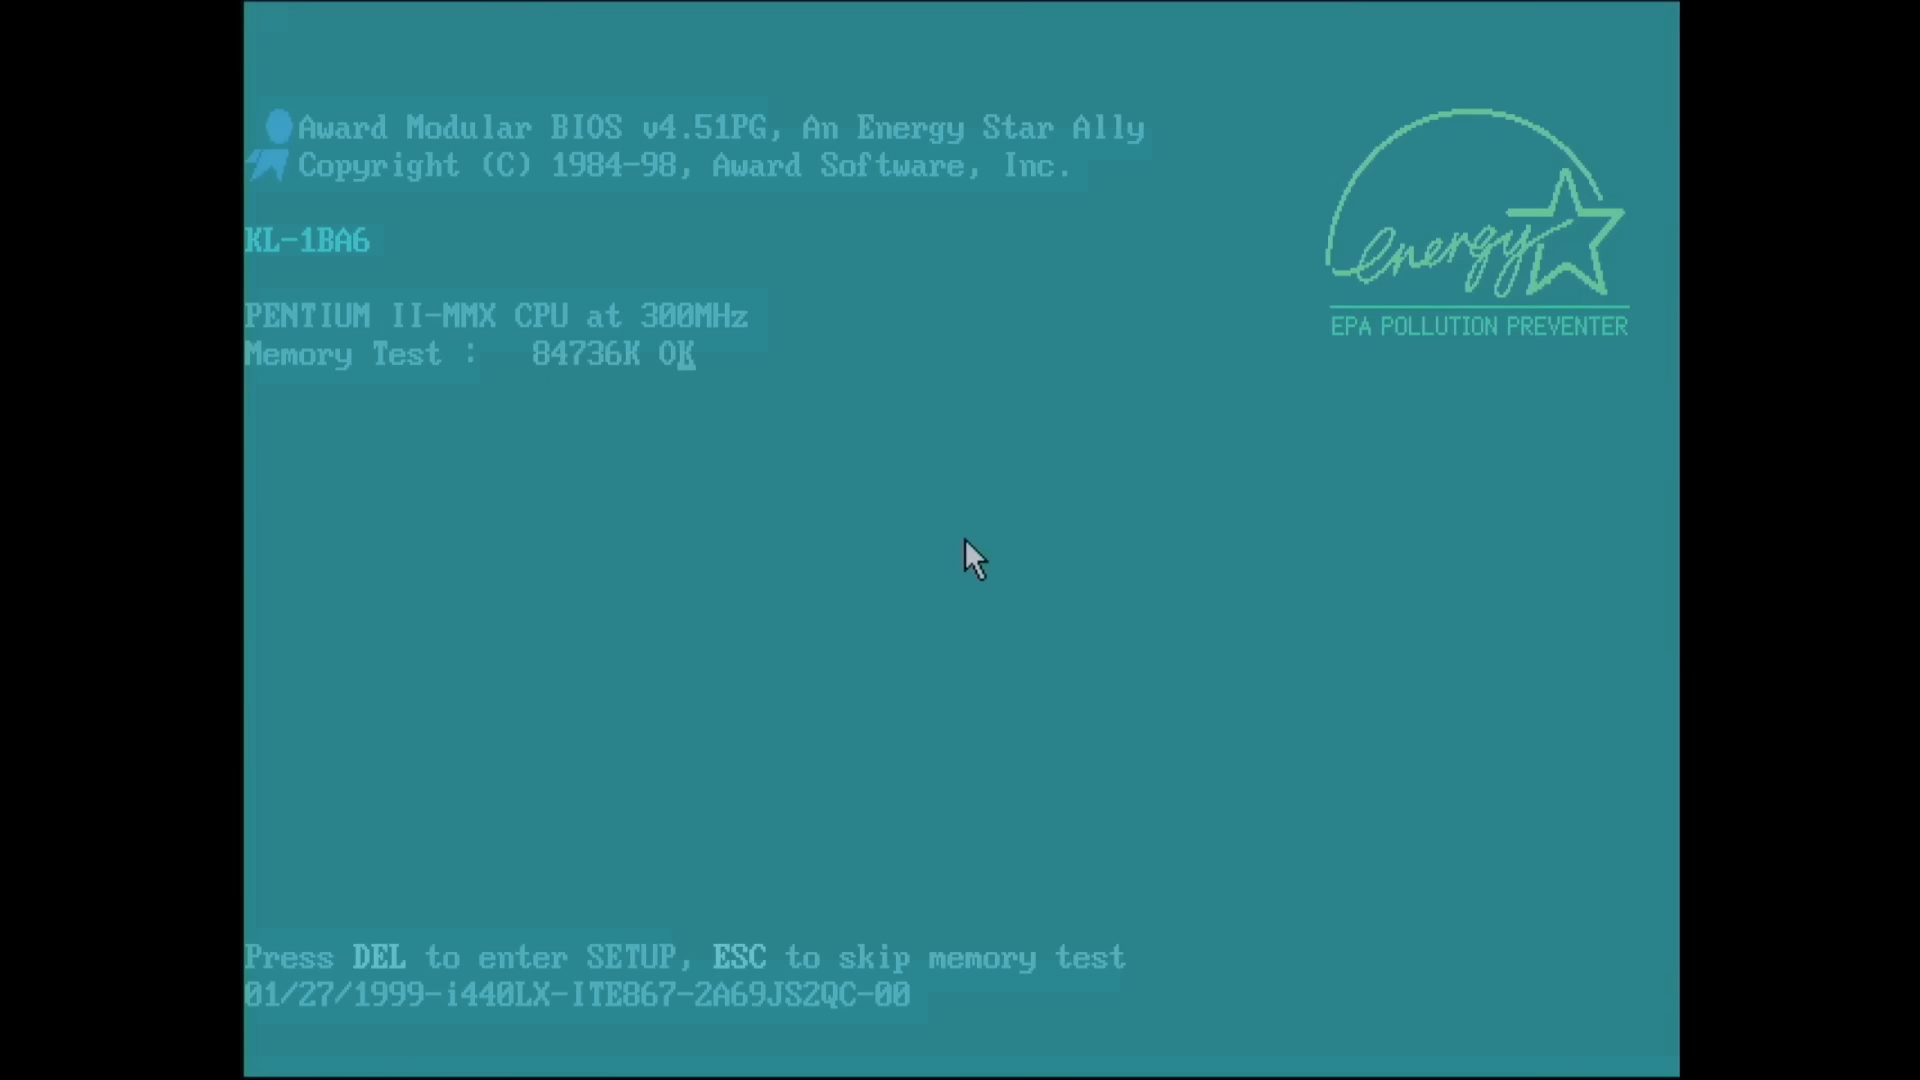 Award Modular BIOS v4.51PG, An Energy Star Ally
Copyright (C) 1984-98, Award Software, Inc.
energy
EPA POLLUTION PREVENTER
KL-1BA6
PENTIUM II-MMX CPU at 300MHz
Memory Test :   84736K OK
Press DEL to enter SETUP, ESC to skip memory test
01/27/1999-i440LX-ITE867-2A69JS2QC-00